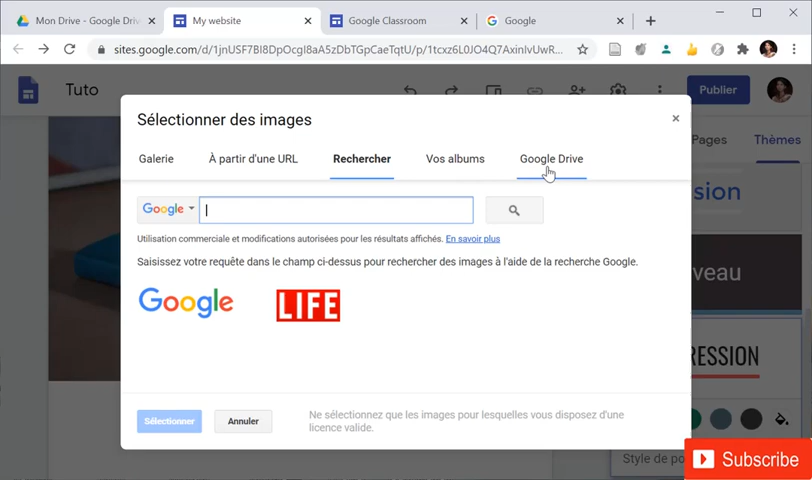 Mon Drive - Google Drive
My website
Google Classroom
Google
sites.google.com/d/1jnUSF7BI8DpOcgI8aA5zDbTGpCaeTqtU/p/1tcxz6L0JO4Q7AxinIvUwR...
Tuto
Publier
Sélectionner des images
Pages
Thèmes
Galerie
À partir d'une URL
Rechercher
Vos albums
Google Drive
Google
Utilisation commerciale et modifications autorisées pour les résultats affichés. En savoir plus
Saisissez votre requête dans le champ ci-dessus pour rechercher des images à l'aide de la recherche Google.
Google
LIFE
Sélectionner
Annuler
Ne sélectionnez que les images pour lesquelles vous disposez d'une
licence valide.
Style de po
Subscribe